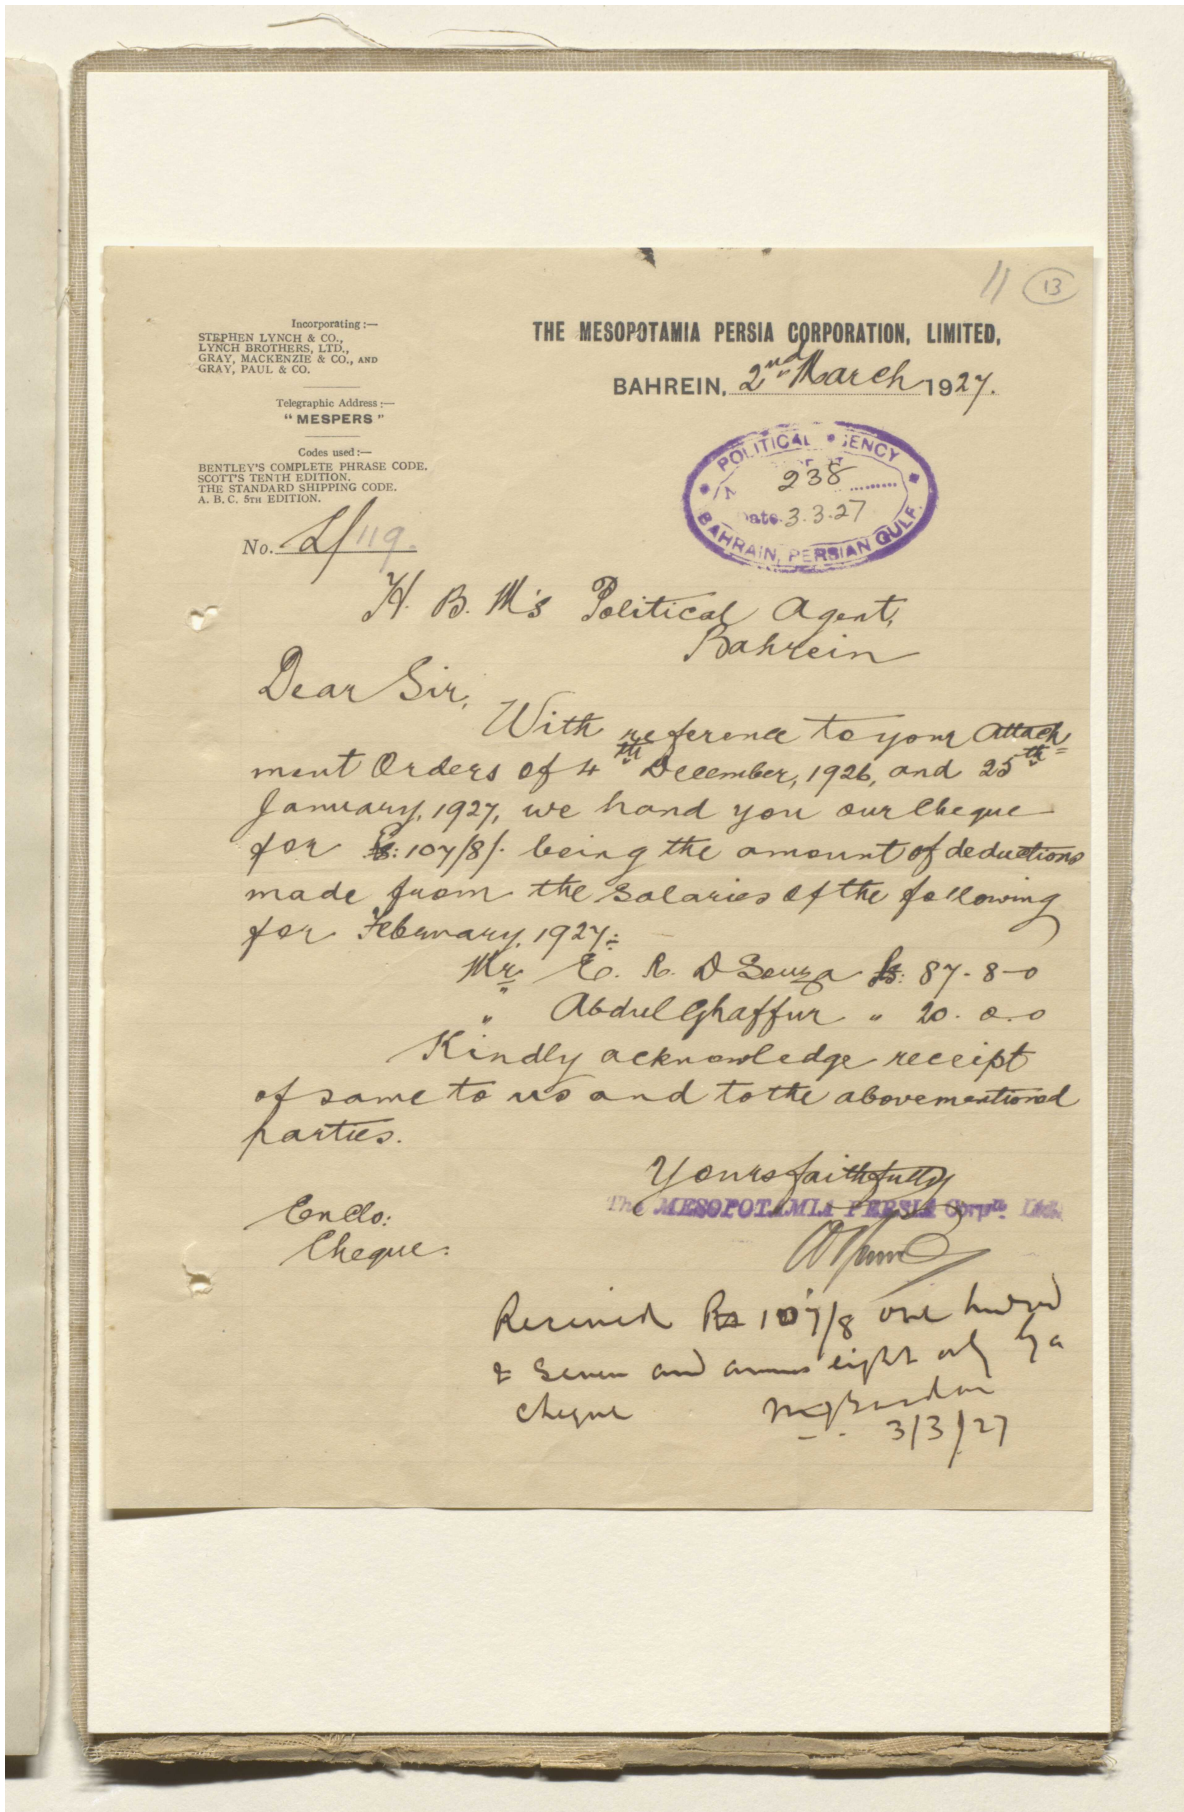 11 13
Incorporating :—
STEPHEN LYNCH & CO.,
LYNCH BROTHERS, LTD.,
GRAY, MACKENZIE & CO., AND
GRAY, PAUL & CO.
Telegraphic Address :—
"MESPERS"
Codes used :—
BENTLEY'S COMPLETE PHRASE CODE.
SCOTT'S TENTH EDITION.
THE STANDARD SHIPPING CODE.
A. B. C. 5TH EDITION.
No. L/119.
THE MESOPOTAMIA PERSIA CORPORATION, LIMITED,
BAHREIN, 2nd March 1927.
POLITICAL AGENCY
238
Date 3.3.27
BAHRAIN, PERSIAN GULF.
H. B. M's Political Agent,
Bahrein
Dear Sir,
With reference to your Attach=
ment Orders of 4th December, 1926, and 25th
January, 1927, we hand you our Cheque
for Rs: 107/8/- being the amount of deductions
made from the salaries of the following
for February, 1927:-
Mr. E. R. D Souza Rs: 87-8-0
" Abdul Ghaffur " 20.0.0
Kindly acknowledge receipt
of same to us and to the abovementioned
parties.
Yours faithfully
The MESOPOTAMIA PERSIA Corpn. Ltd.
Enclo:
Cheque:
Received Rs 107/8 one hundred
& seven and annas eight only by a
cheque
3/3/27